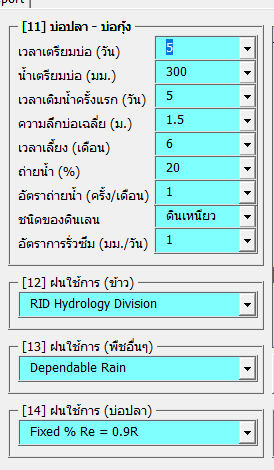 [11] บ่อปลา - บ่อกุ้ง
เวลาเตรียมบ่อ (วัน) 5
น้ำเตรียมบ่อ (มม.) 300
เวลาเติมน้ำครั้งแรก (วัน) 5
ความลึกบ่อเฉลี่ย (ม.) 1.5
เวลาเลี้ยง (เดือน) 6
ถ่ายน้ำ (%) 20
อัตราถ่ายน้ำ (ครั้ง/เดือน) 1
ชนิดของดินเลน ดินเหนียว
อัตราการรั่วซึม (มม./วัน) 1
[12] ฝนใช้การ (ข้าว)
RID Hydrology Division
[13] ฝนใช้การ (พืชอื่นๆ)
Dependable Rain
[14] ฝนใช้การ (บ่อปลา)
Fixed % Re = 0.9R